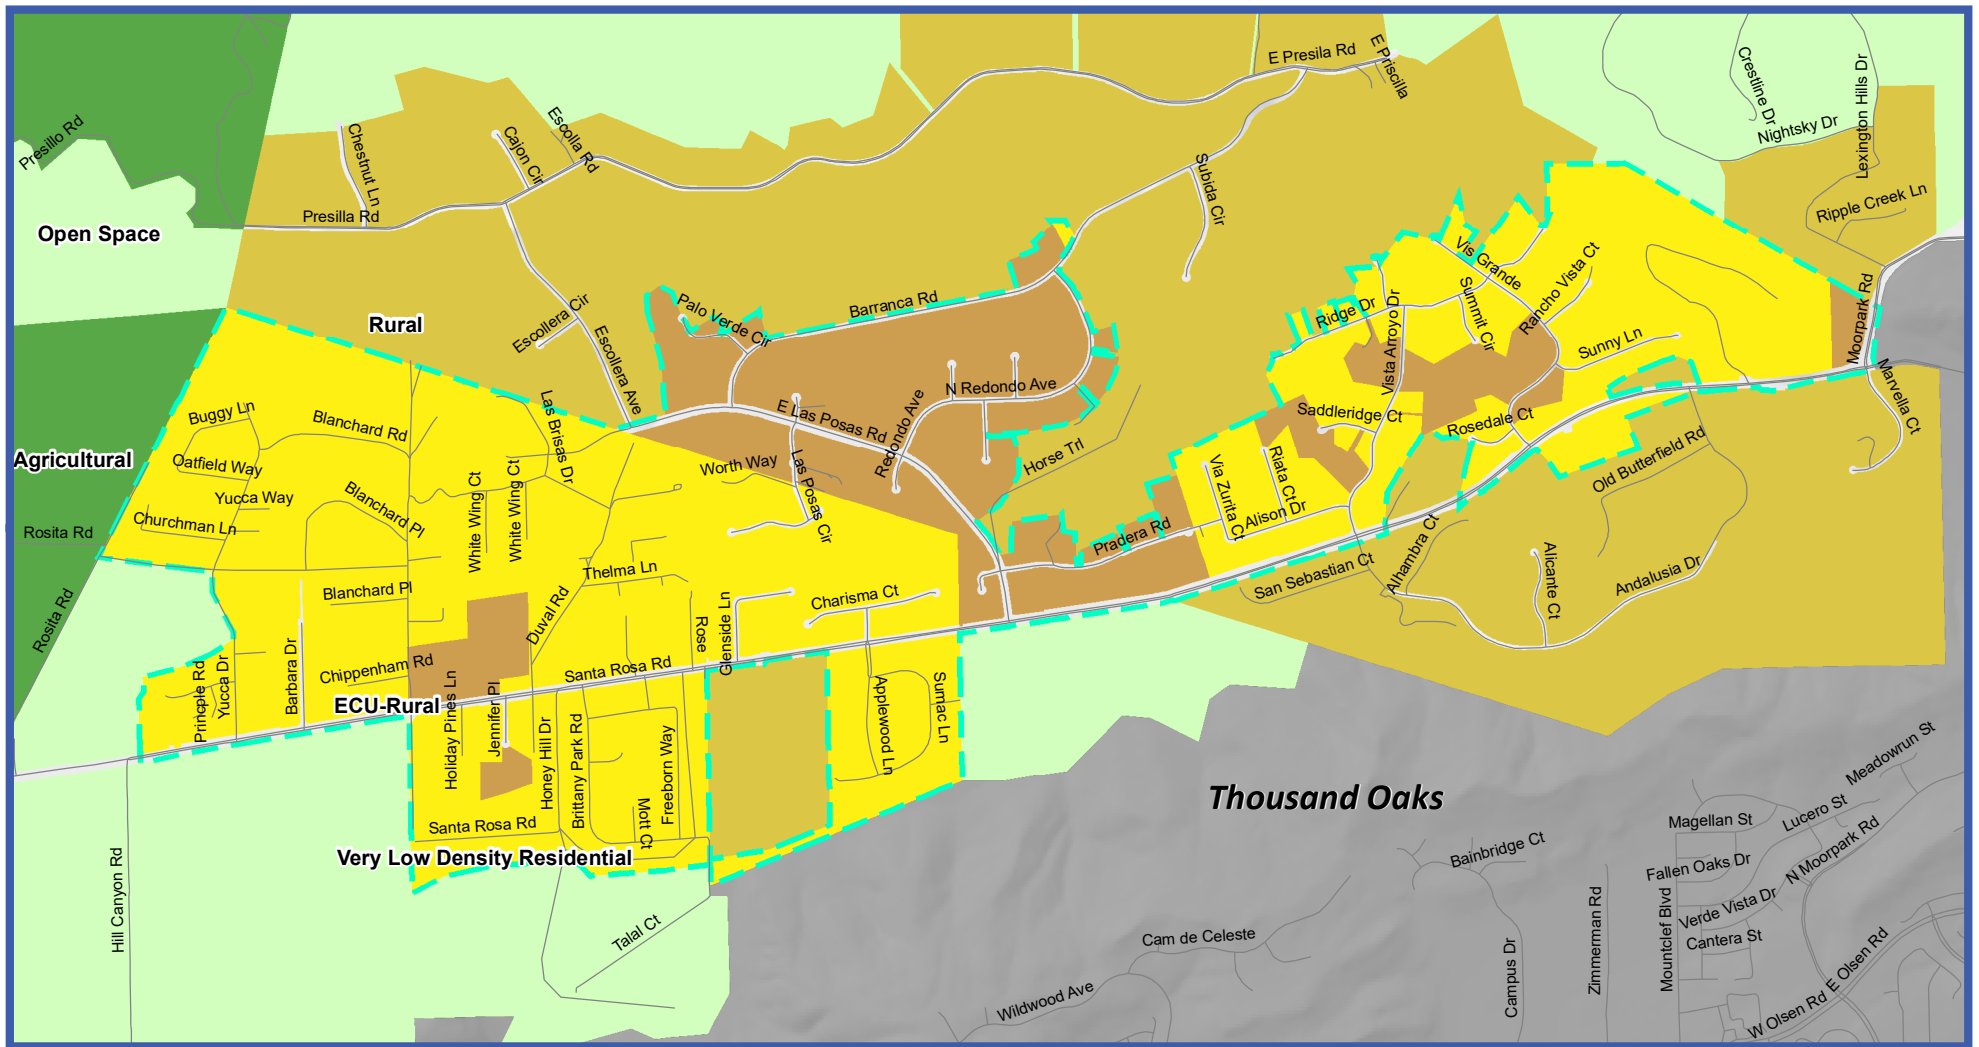 E Presila Rd
E Priscilla
Crestline Dr
Lexington Hills Dr
Nightsky Dr
Presillo Rd
Chestnut Ln
Cajon Cir
Escolla Rd
Subida Cir
Ripple Creek Ln
Presilla Rd
Open Space
Vis Grande
Rancho Vista Ct
Moorpark Rd
Rural
Escollera Cir
Escollera Ave
Palo Verde Cir
Barranca Rd
Ridge Dr
Vista Arroyo Dr
Summit Cir
Sunny Ln
Marvella Ct
Buggy Ln
Blanchard Rd
Las Brisas Dr
E Las Posas Rd
Redondo Ave
N Redondo Ave
Saddleridge Ct
Rosedale Ct
Agricultural
Oatfield Way
Worth Way
Las Posas Cir
Horse Trl
Via Zurita Ct
Riata Ct
Alison Dr
Old Butterfield Rd
Yucca Way
Blanchard Pl
White Wing Ct
White Wing Ct
Churchman Ln
Rosita Rd
Pradera Rd
Thelma Ln
San Sebastian Ct
Alhambra Ct
Alicante Ct
Andalusia Dr
Rosita Rd
Blanchard Pl
Duval Rd
Charisma Ct
Rose
Glenside Ln
Principle Rd
Yucca Dr
Barbara Dr
Chippenham Rd
Santa Rosa Rd
ECU-Rural
Holiday Pines Ln
Jennifer Pl
Honey Hill Dr
Brittany Park Rd
Freeborn Way
Mott Ct
Applewood Ln
Sumac Ln
Thousand Oaks
Meadowrun St
Magellan St
Lucero St
N Moorpark Rd
Santa Rosa Rd
Very Low Density Residential
Bainbridge Ct
Fallen Oaks Dr
Verde Vista Dr
Cantera St
Mountclef Blvd
Zimmerman Rd
Campus Dr
Hill Canyon Rd
Talal Ct
Cam de Celeste
Wildwood Ave
E Olsen Rd
W Olsen Rd